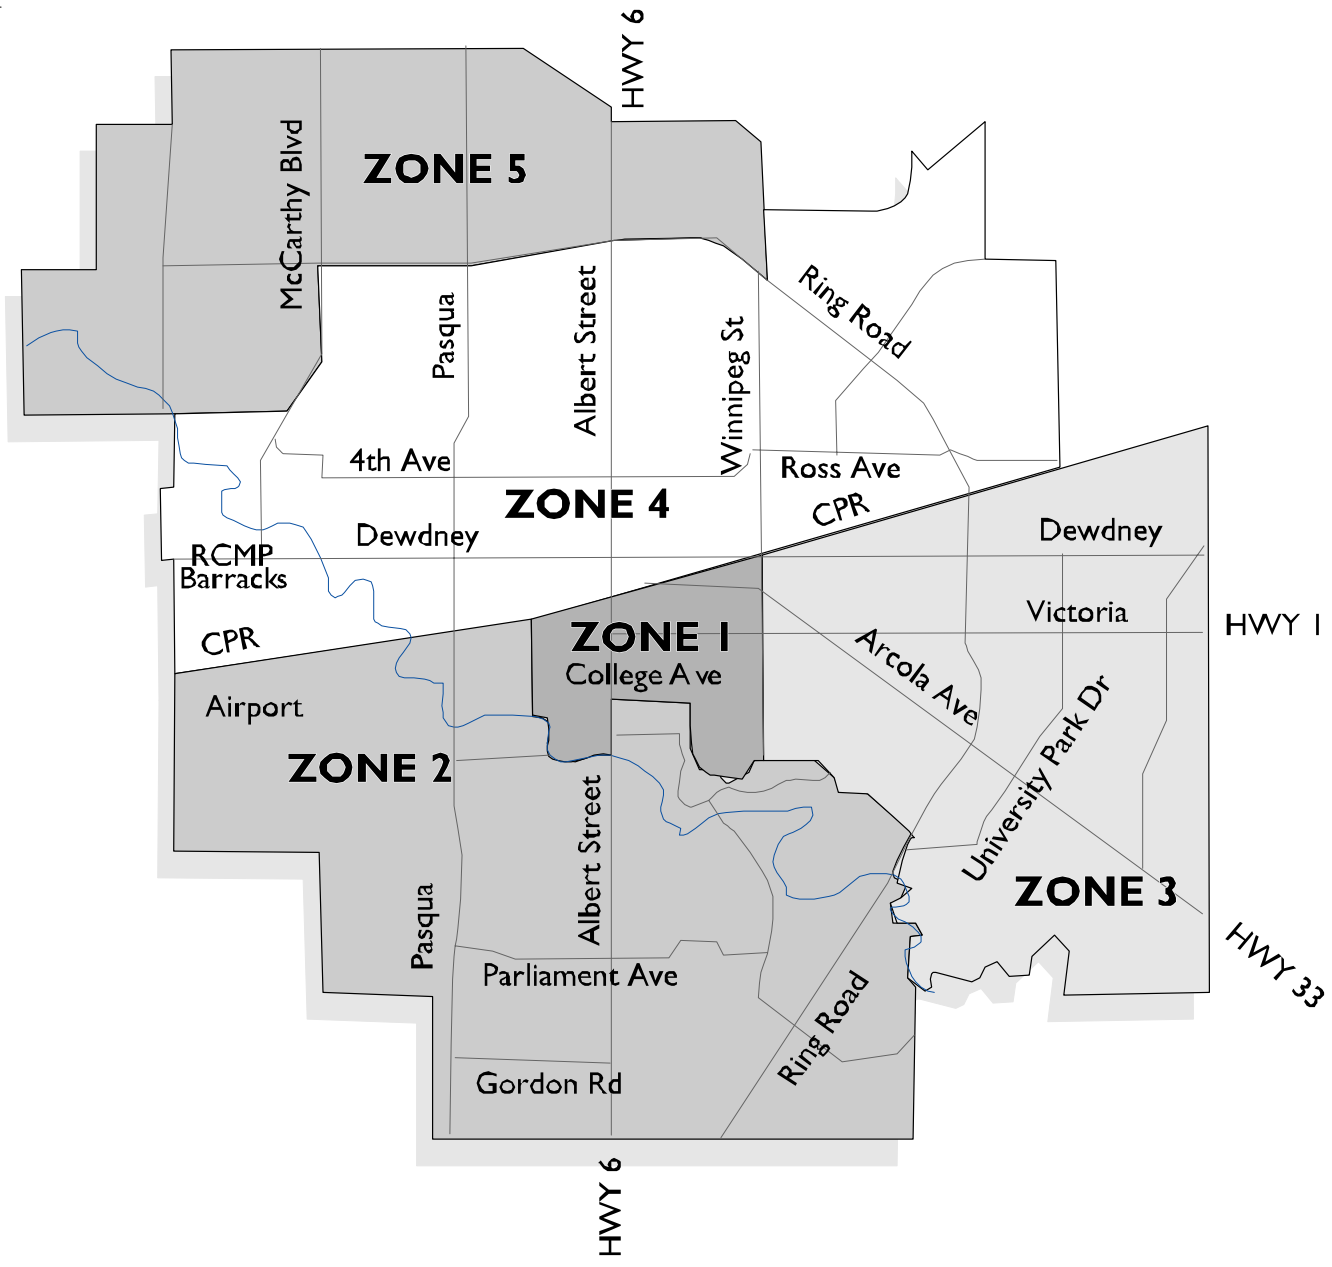 HWY 6
McCarthy Blvd
ZONE 5
Pasqua
Albert Street
Winnipeg St
Ring Road
4th Ave
Ross Ave
ZONE 4
CPR
Dewdney
Dewdney
RCMP
Barracks
CPR
ZONE 1
College Ave
Victoria
HWY 1
Arcola Ave
University Park Dr
Airport
ZONE 2
Albert Street
Pasqua
ZONE 3
HWY 33
Parliament Ave
Ring Road
Gordon Rd
HWY 6